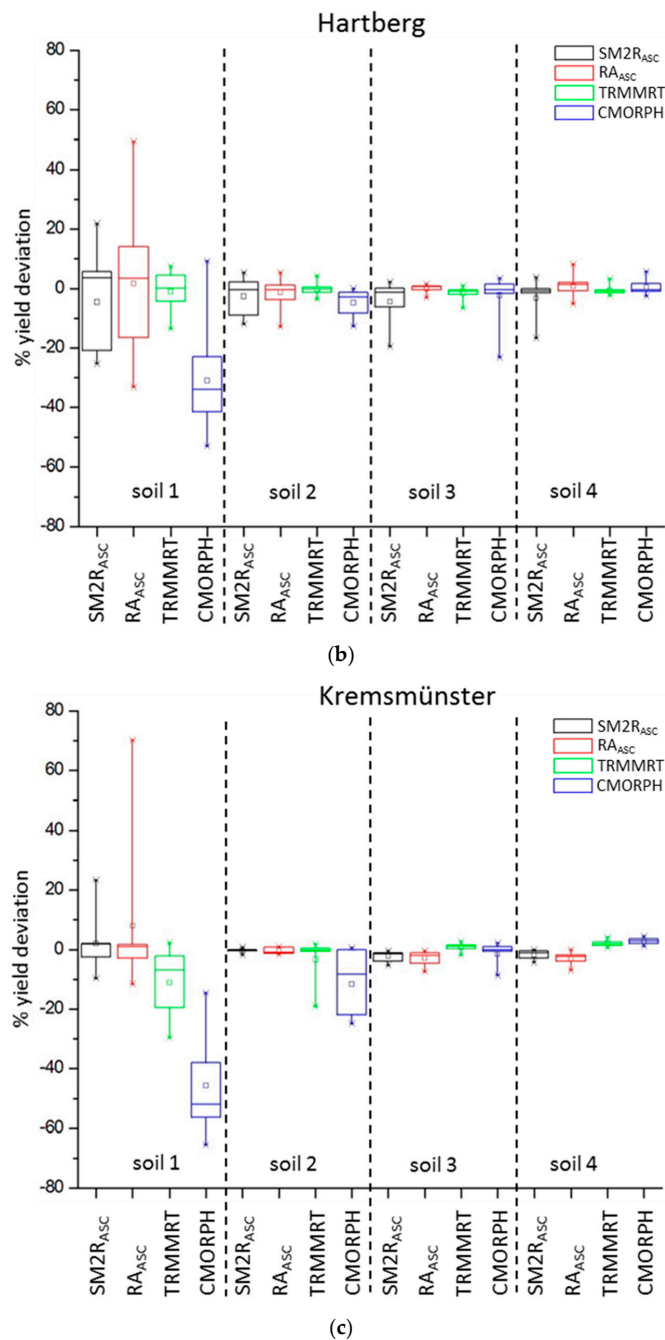 Hartberg
80
60
40
20
0
-20
-40
-60
-80
% yield deviation
SM2RASC
RAASC
TRMMRT
CMORPH
soil 1
soil 2
soil 3
soil 4
SM2RASC
RAASC
TRMMRT
CMORPH
SM2RASC
RAASC
TRMMRT
CMORPH
SM2RASC
RAASC
TRMMRT
CMORPH
SM2RASC
RAASC
TRMMRT
CMORPH
(b)
Kremsmünster
80
60
40
20
0
-20
-40
-60
-80
% yield deviation
SM2RASC
RAASC
TRMMRT
CMORPH
soil 1
soil 2
soil 3
soil 4
SM2RASC
RAASC
TRMMRT
CMORPH
SM2RASC
RAASC
TRMMRT
CMORPH
SM2RASC
RAASC
TRMMRT
CMORPH
SM2RASC
RAASC
TRMMRT
CMORPH
(c)